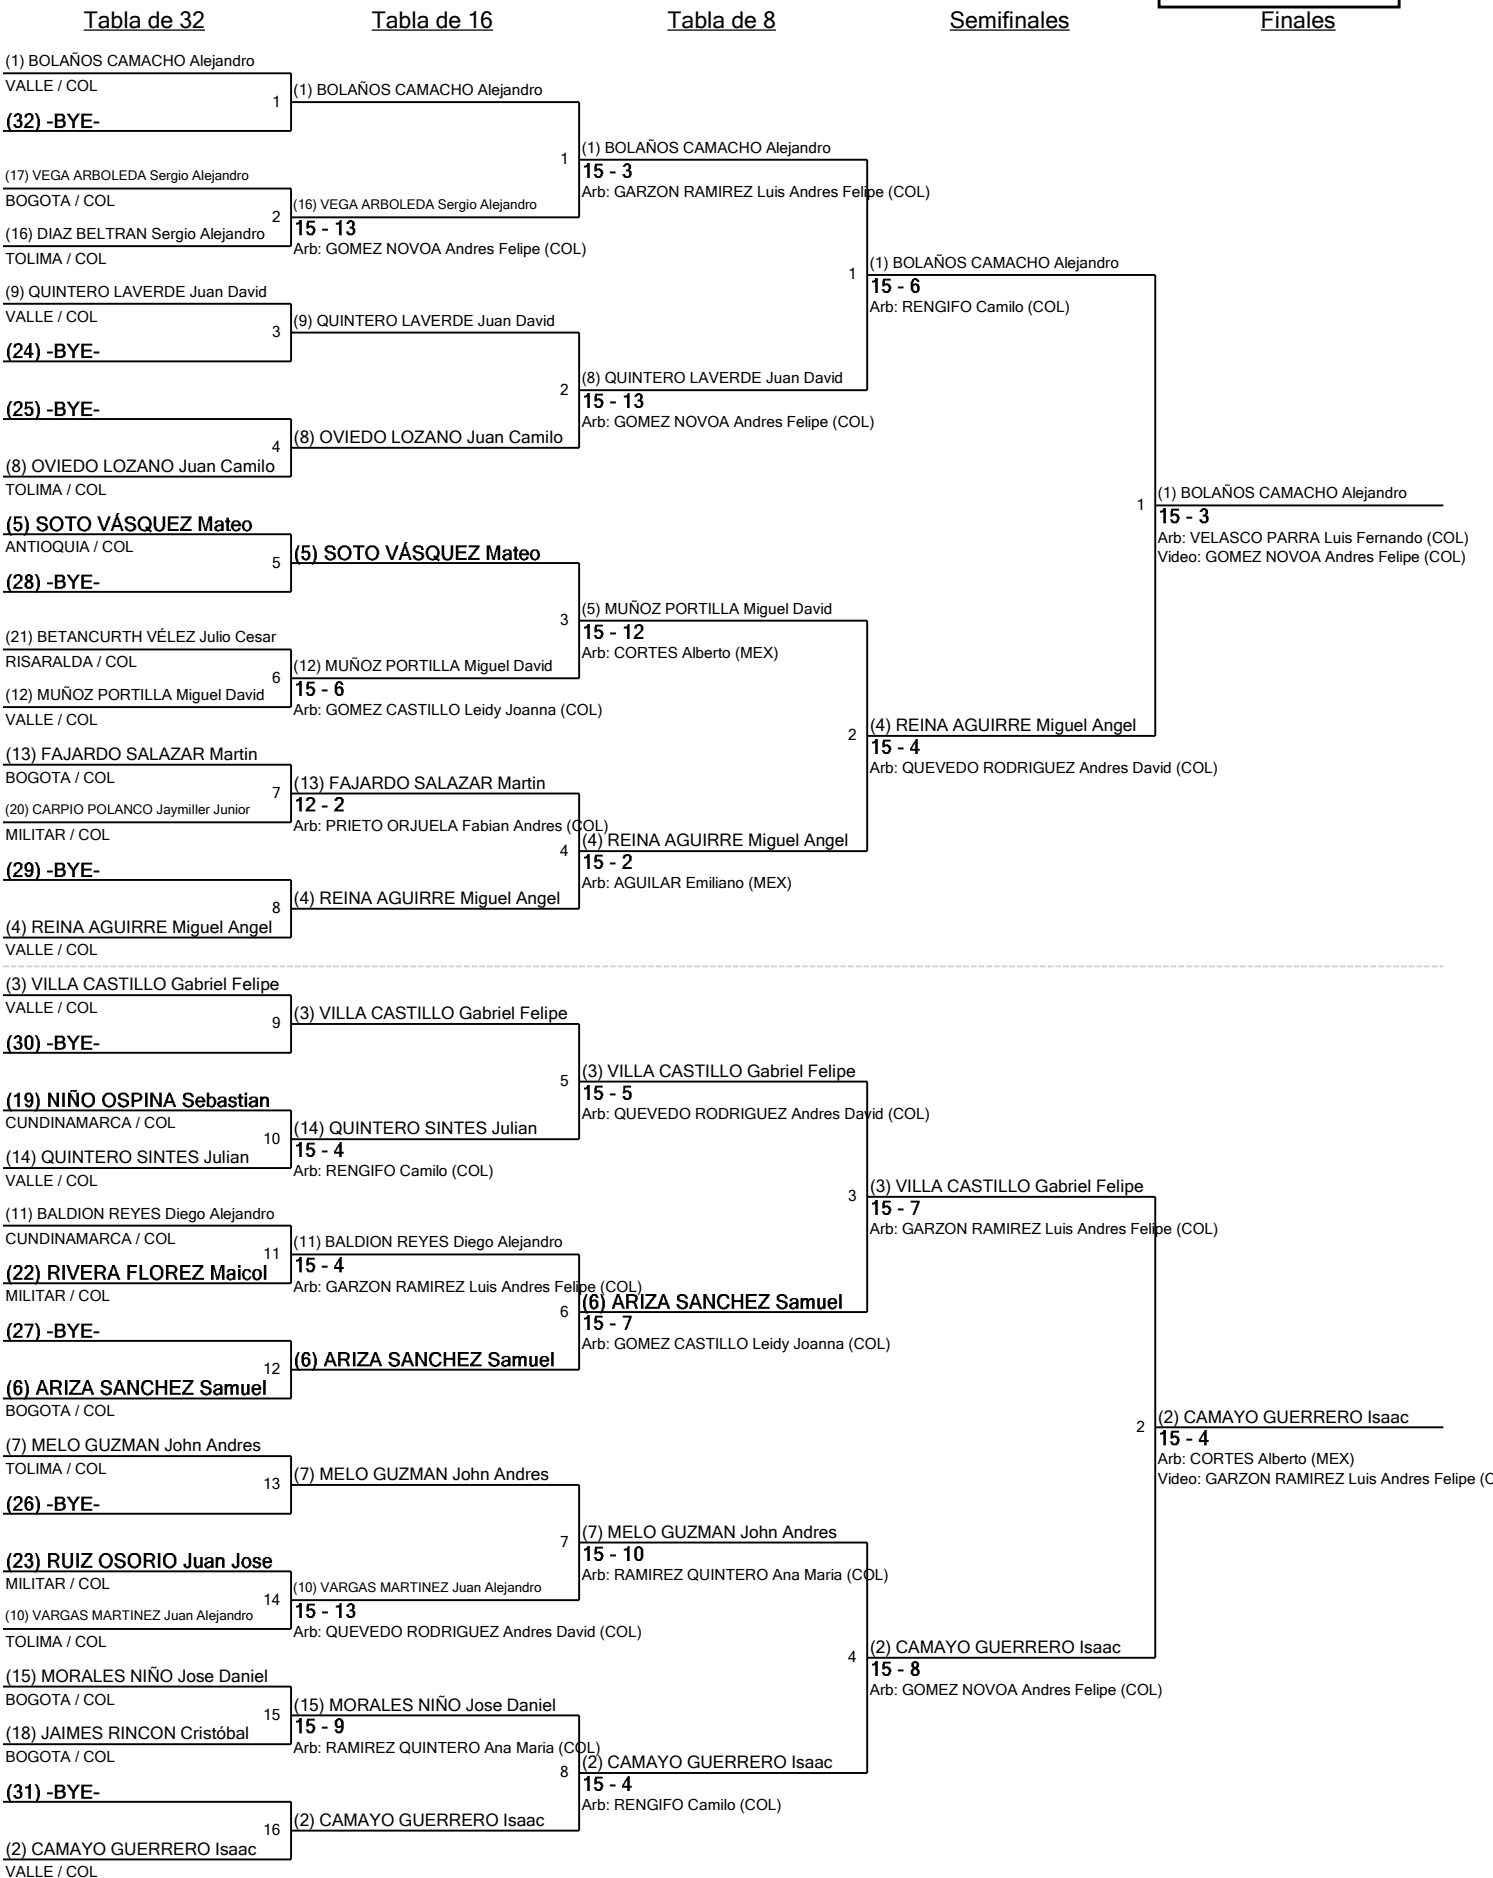 Tabla de 32
Tabla de 16
Tabla de 8
Semifinales
Finales
(1) BOLAÑOS CAMACHO Alejandro
VALLE / COL
1
(32) -BYE-
(17) VEGA ARBOLEDA Sergio Alejandro
BOGOTA / COL
2
(16) DIAZ BELTRAN Sergio Alejandro
TOLIMA / COL
(9) QUINTERO LAVERDE Juan David
VALLE / COL
3
(24) -BYE-
(25) -BYE-
4
(8) OVIEDO LOZANO Juan Camilo
TOLIMA / COL
(5) SOTO VÁSQUEZ Mateo
ANTIOQUIA / COL
5
(28) -BYE-
(21) BETANCURTH VÉLEZ Julio Cesar
RISARALDA / COL
6
(12) MUÑOZ PORTILLA Miguel David
VALLE / COL
(13) FAJARDO SALAZAR Martin
BOGOTA / COL
7
(20) CARPIO POLANCO Jaymiller Junior
MILITAR / COL
(29) -BYE-
8
(4) REINA AGUIRRE Miguel Angel
VALLE / COL
(3) VILLA CASTILLO Gabriel Felipe
VALLE / COL
9
(30) -BYE-
(19) NIÑO OSPINA Sebastian
CUNDINAMARCA / COL
10
(14) QUINTERO SINTES Julian
VALLE / COL
(11) BALDION REYES Diego Alejandro
CUNDINAMARCA / COL
11
(22) RIVERA FLOREZ Maicol
MILITAR / COL
(27) -BYE-
12
(6) ARIZA SANCHEZ Samuel
BOGOTA / COL
(7) MELO GUZMAN John Andres
TOLIMA / COL
13
(26) -BYE-
(23) RUIZ OSORIO Juan Jose
MILITAR / COL
14
(10) VARGAS MARTINEZ Juan Alejandro
TOLIMA / COL
(15) MORALES NIÑO Jose Daniel
BOGOTA / COL
15
(18) JAIMES RINCON Cristóbal
BOGOTA / COL
(31) -BYE-
16
(2) CAMAYO GUERRERO Isaac
VALLE / COL
(1) BOLAÑOS CAMACHO Alejandro
1
(16) VEGA ARBOLEDA Sergio Alejandro
15 - 13
Arb: GOMEZ NOVOA Andres Felipe (COL)
(9) QUINTERO LAVERDE Juan David
2
(8) OVIEDO LOZANO Juan Camilo
(5) SOTO VÁSQUEZ Mateo
3
(12) MUÑOZ PORTILLA Miguel David
15 - 6
Arb: GOMEZ CASTILLO Leidy Joanna (COL)
(13) FAJARDO SALAZAR Martin
12 - 2
Arb: PRIETO ORJUELA Fabian Andres (COL)
4
(4) REINA AGUIRRE Miguel Angel
(3) VILLA CASTILLO Gabriel Felipe
5
(14) QUINTERO SINTES Julian
15 - 4
Arb: RENGIFO Camilo (COL)
(11) BALDION REYES Diego Alejandro
15 - 4
Arb: GARZON RAMIREZ Luis Andres Felipe (COL)
6
(6) ARIZA SANCHEZ Samuel
(7) MELO GUZMAN John Andres
7
(10) VARGAS MARTINEZ Juan Alejandro
15 - 13
Arb: QUEVEDO RODRIGUEZ Andres David (COL)
(15) MORALES NIÑO Jose Daniel
15 - 9
Arb: RAMIREZ QUINTERO Ana Maria (COL)
8
(2) CAMAYO GUERRERO Isaac
(1) BOLAÑOS CAMACHO Alejandro
15 - 3
Arb: GARZON RAMIREZ Luis Andres Felipe (COL)
1
(8) QUINTERO LAVERDE Juan David
15 - 13
Arb: GOMEZ NOVOA Andres Felipe (COL)
(5) MUÑOZ PORTILLA Miguel David
15 - 12
Arb: CORTES Alberto (MEX)
2
(4) REINA AGUIRRE Miguel Angel
15 - 2
Arb: AGUILAR Emiliano (MEX)
(3) VILLA CASTILLO Gabriel Felipe
15 - 5
Arb: QUEVEDO RODRIGUEZ Andres David (COL)
3
(6) ARIZA SANCHEZ Samuel
15 - 7
Arb: GOMEZ CASTILLO Leidy Joanna (COL)
(7) MELO GUZMAN John Andres
15 - 10
Arb: RAMIREZ QUINTERO Ana Maria (COL)
4
(2) CAMAYO GUERRERO Isaac
15 - 4
Arb: RENGIFO Camilo (COL)
(1) BOLAÑOS CAMACHO Alejandro
15 - 6
Arb: RENGIFO Camilo (COL)
1
(4) REINA AGUIRRE Miguel Angel
15 - 4
Arb: QUEVEDO RODRIGUEZ Andres David (COL)
(3) VILLA CASTILLO Gabriel Felipe
15 - 7
Arb: GARZON RAMIREZ Luis Andres Felipe (COL)
2
(2) CAMAYO GUERRERO Isaac
15 - 8
Arb: GOMEZ NOVOA Andres Felipe (COL)
(1) BOLAÑOS CAMACHO Alejandro
15 - 3
Arb: VELASCO PARRA Luis Fernando (COL)
Video: GOMEZ NOVOA Andres Felipe (COL)
(2) CAMAYO GUERRERO Isaac
15 - 4
Arb: CORTES Alberto (MEX)
Video: GARZON RAMIREZ Luis Andres Felipe (C